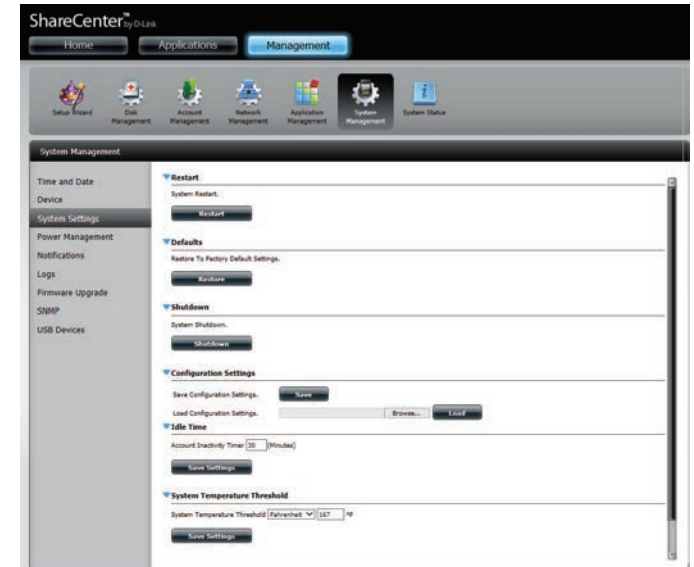 ShareCenter™ by D-Link
Home Applications Management
Setup Wizard
Disk Management
Account Management
Network Management
Application Management
System Management
System Status
System Management
Time and Date
Device
System Settings
Power Management
Notifications
Logs
Firmware Upgrade
SNMP
USB Devices
Restart
System Restart.
Restart
Defaults
Restore To Factory Default Settings.
Restore
Shutdown
System Shutdown.
Shutdown
Configuration Settings
Save Configuration Settings. Save
Load Configuration Settings. Browse... Load
Idle Time
Account Inactivity Timer 30 (Minutes)
Save Settings
System Temperature Threshold
System Temperature Threshold Fahrenheit 167 °F
Save Settings